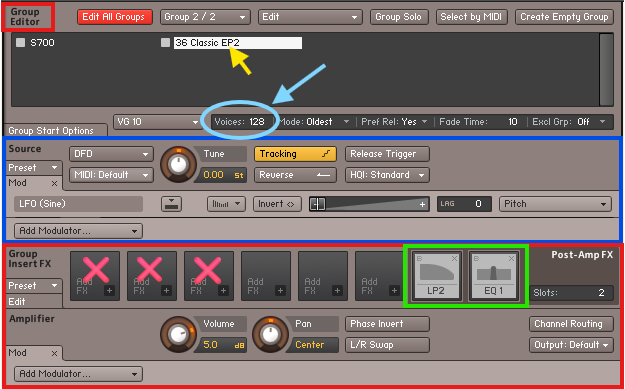 Group Editor
Edit All Groups
Group 2 / 2
Edit
Group Solo
Select by MIDI
Create Empty Group
S700
36 Classic EP2
VG 10
Voices: 128
Mode: Oldest
Pref Rel: Yes
Fade Time: 10
Excl Grp: Off
Group Start Options
Source
DFD
Tune
Tracking
Release Trigger
Preset
MIDI: Default
0.00 St
Reverse
HQI: Standard
Mod ×
LFO (Sine)
Invert <>
- +
LAG 0
Pitch
Add Modulator...
Group Insert FX
Add FX +
Add FX +
Add FX +
Add FX +
Add FX +
Add FX +
B ×
LP2
B ×
EQ 1
Post-Amp FX
Preset
Edit
Slots: 2
Amplifier
Volume
Pan
Phase Invert
Channel Routing
5.0 dB
Center
L/R Swap
Output: Default
Mod ×
Add Modulator...